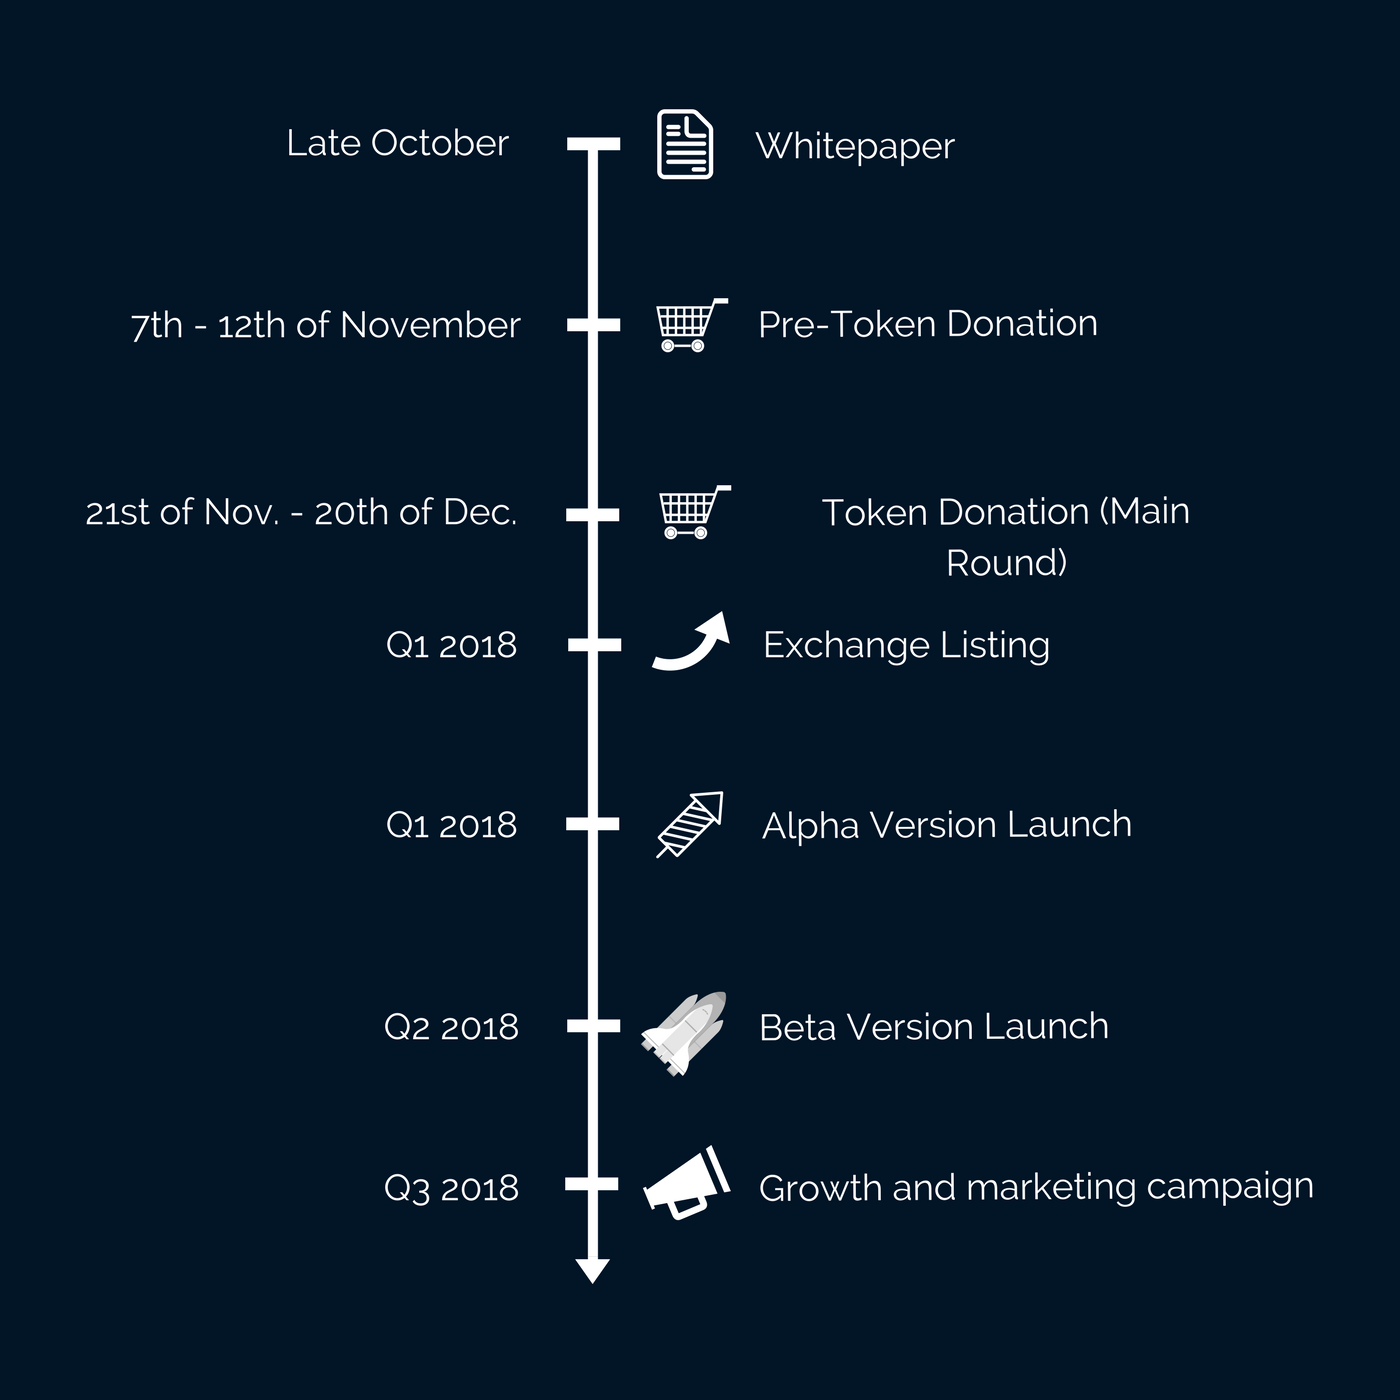 Late October
Whitepaper
7th - 12th of November
Pre-Token Donation
21st of Nov. - 20th of Dec.
Token Donation (Main
Round)
Q1 2018
Exchange Listing
Q1 2018
Alpha Version Launch
Q2 2018
Beta Version Launch
Q3 2018
Growth and marketing campaign